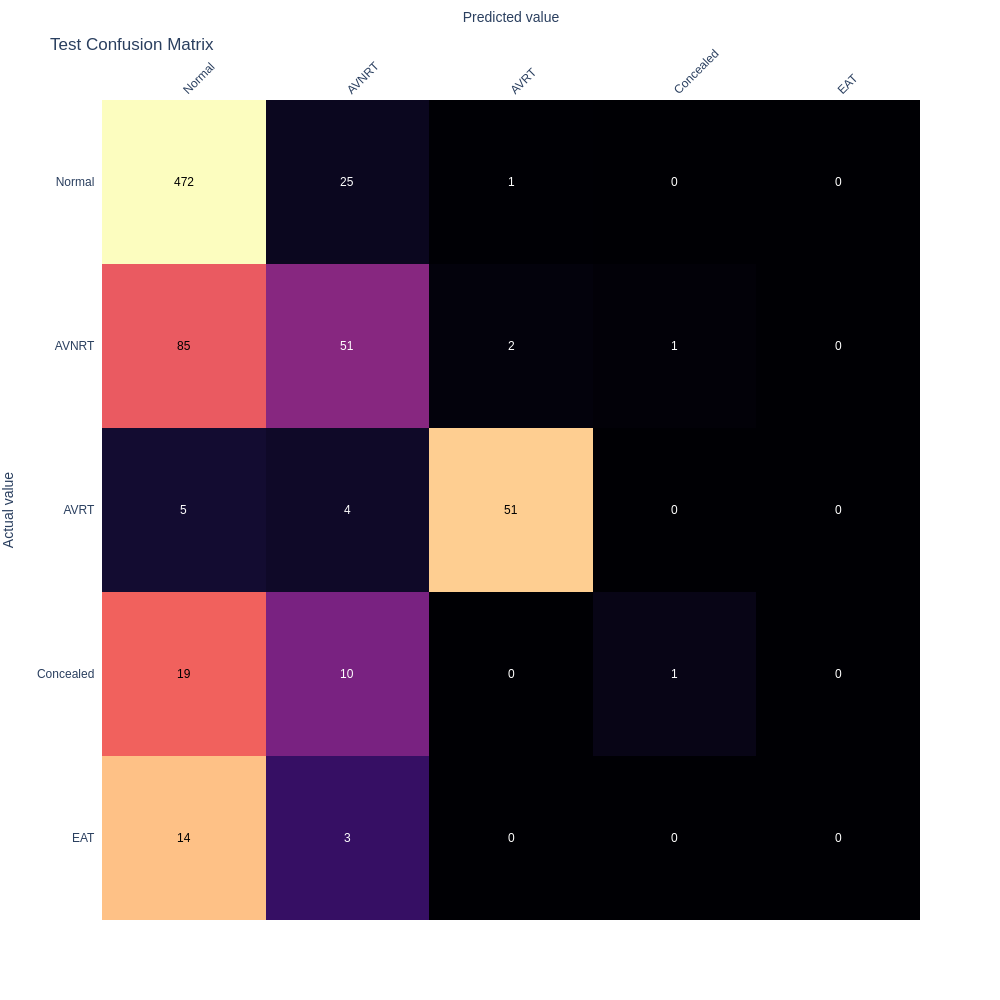 Predicted value
Test Confusion Matrix
Normal AVNRT AVRT Concealed EAT
Normal 472 25 1 0 0
AVNRT 85 51 2 1 0
AVRT 5 4 51 0 0
Concealed 19 10 0 1 0
EAT 14 3 0 0 0
Actual value